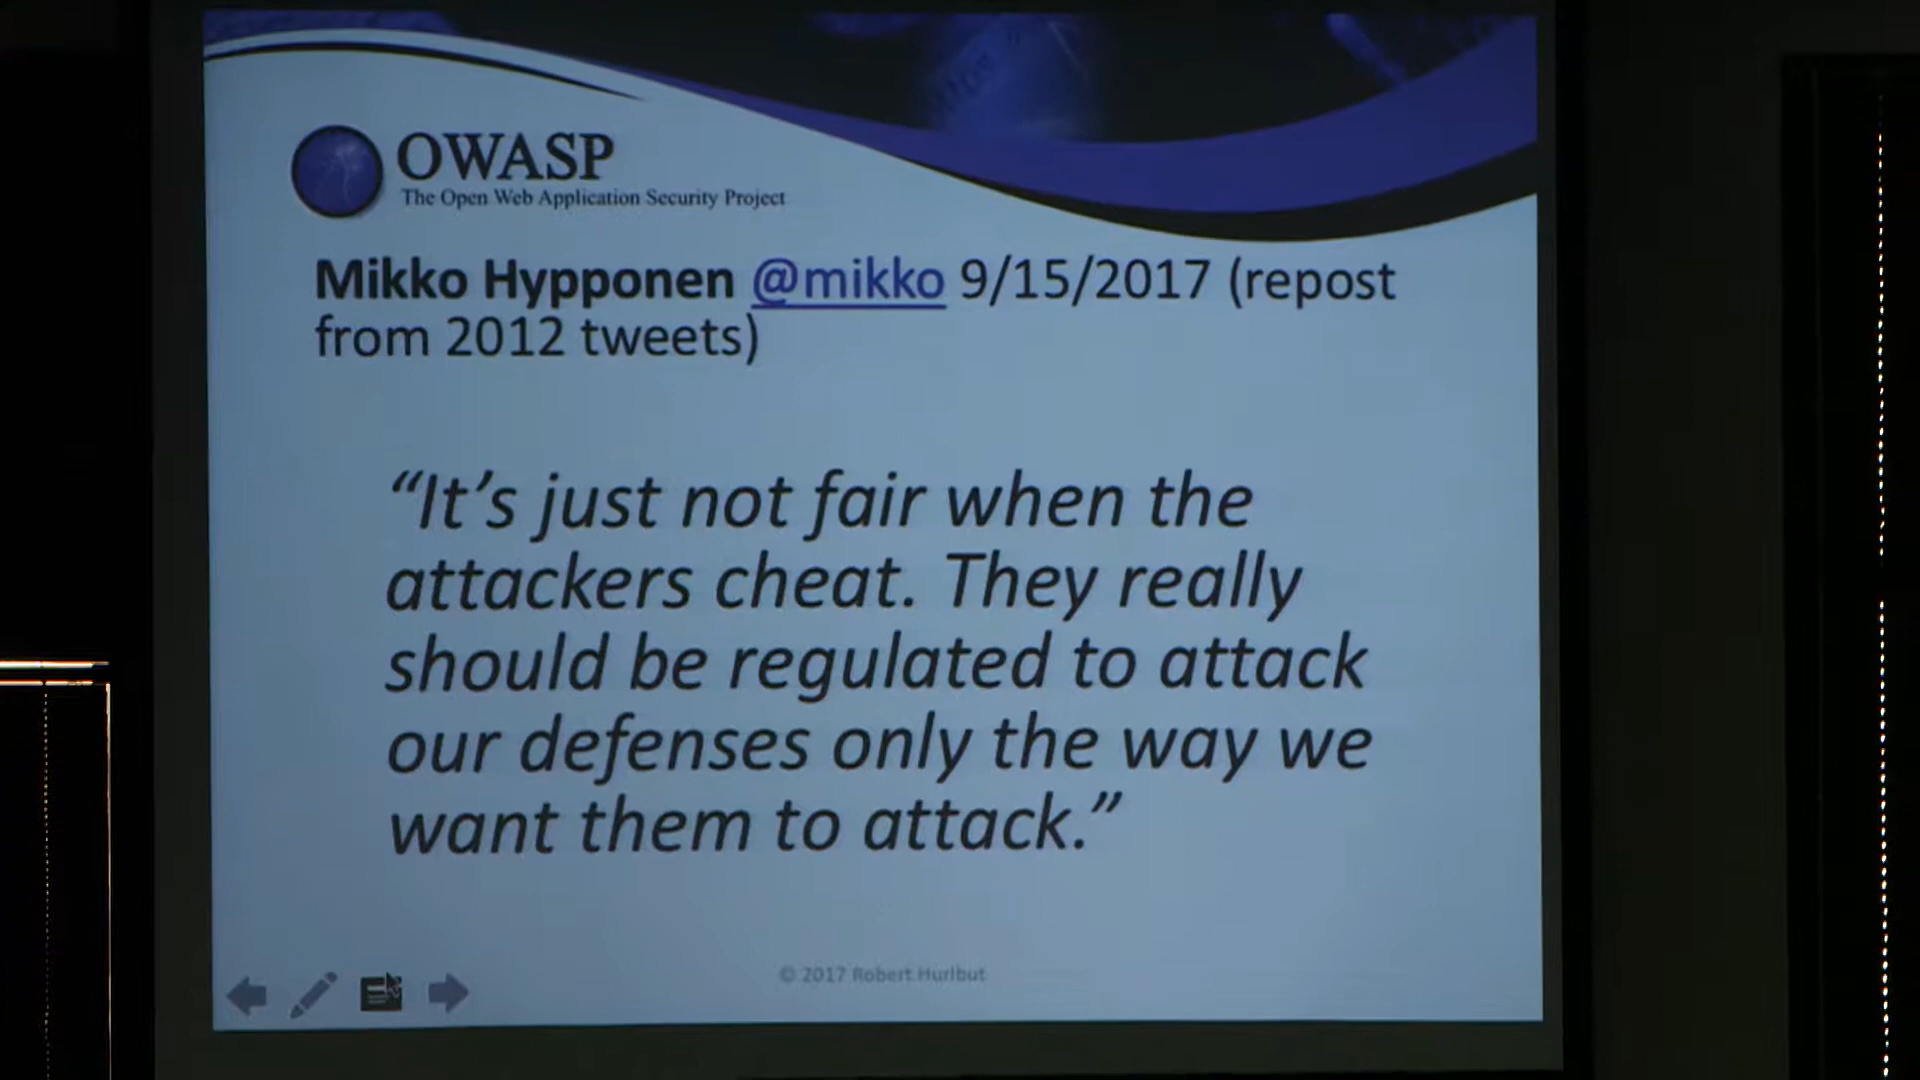 OWASP
The Open Web Application Security Project
Mikko Hypponen @mikko 9/15/2017 (repost
from 2012 tweets)
“It’s just not fair when the
attackers cheat. They really
should be regulated to attack
our defenses only the way we
want them to attack.”
© 2017 Robert Hurlbut